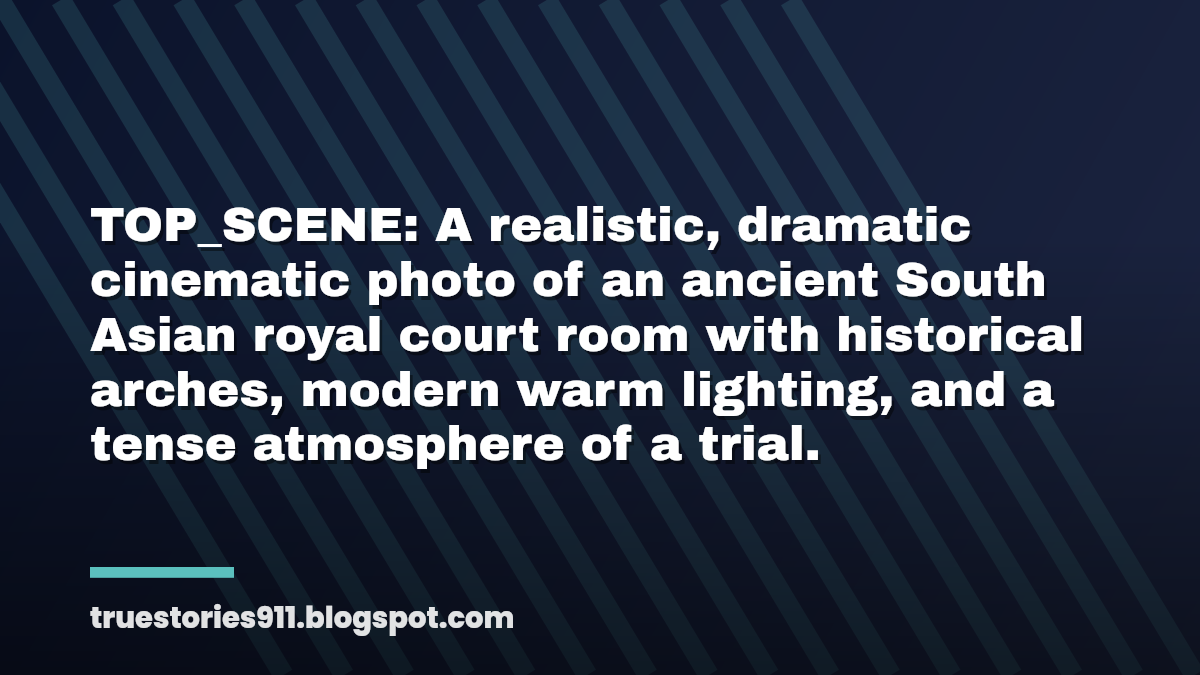 TOP_SCENE: A realistic, dramatic
cinematic photo of an ancient South
Asian royal court room with historical
arches, modern warm lighting, and a
tense atmosphere of a trial.
truestories911.blogspot.com